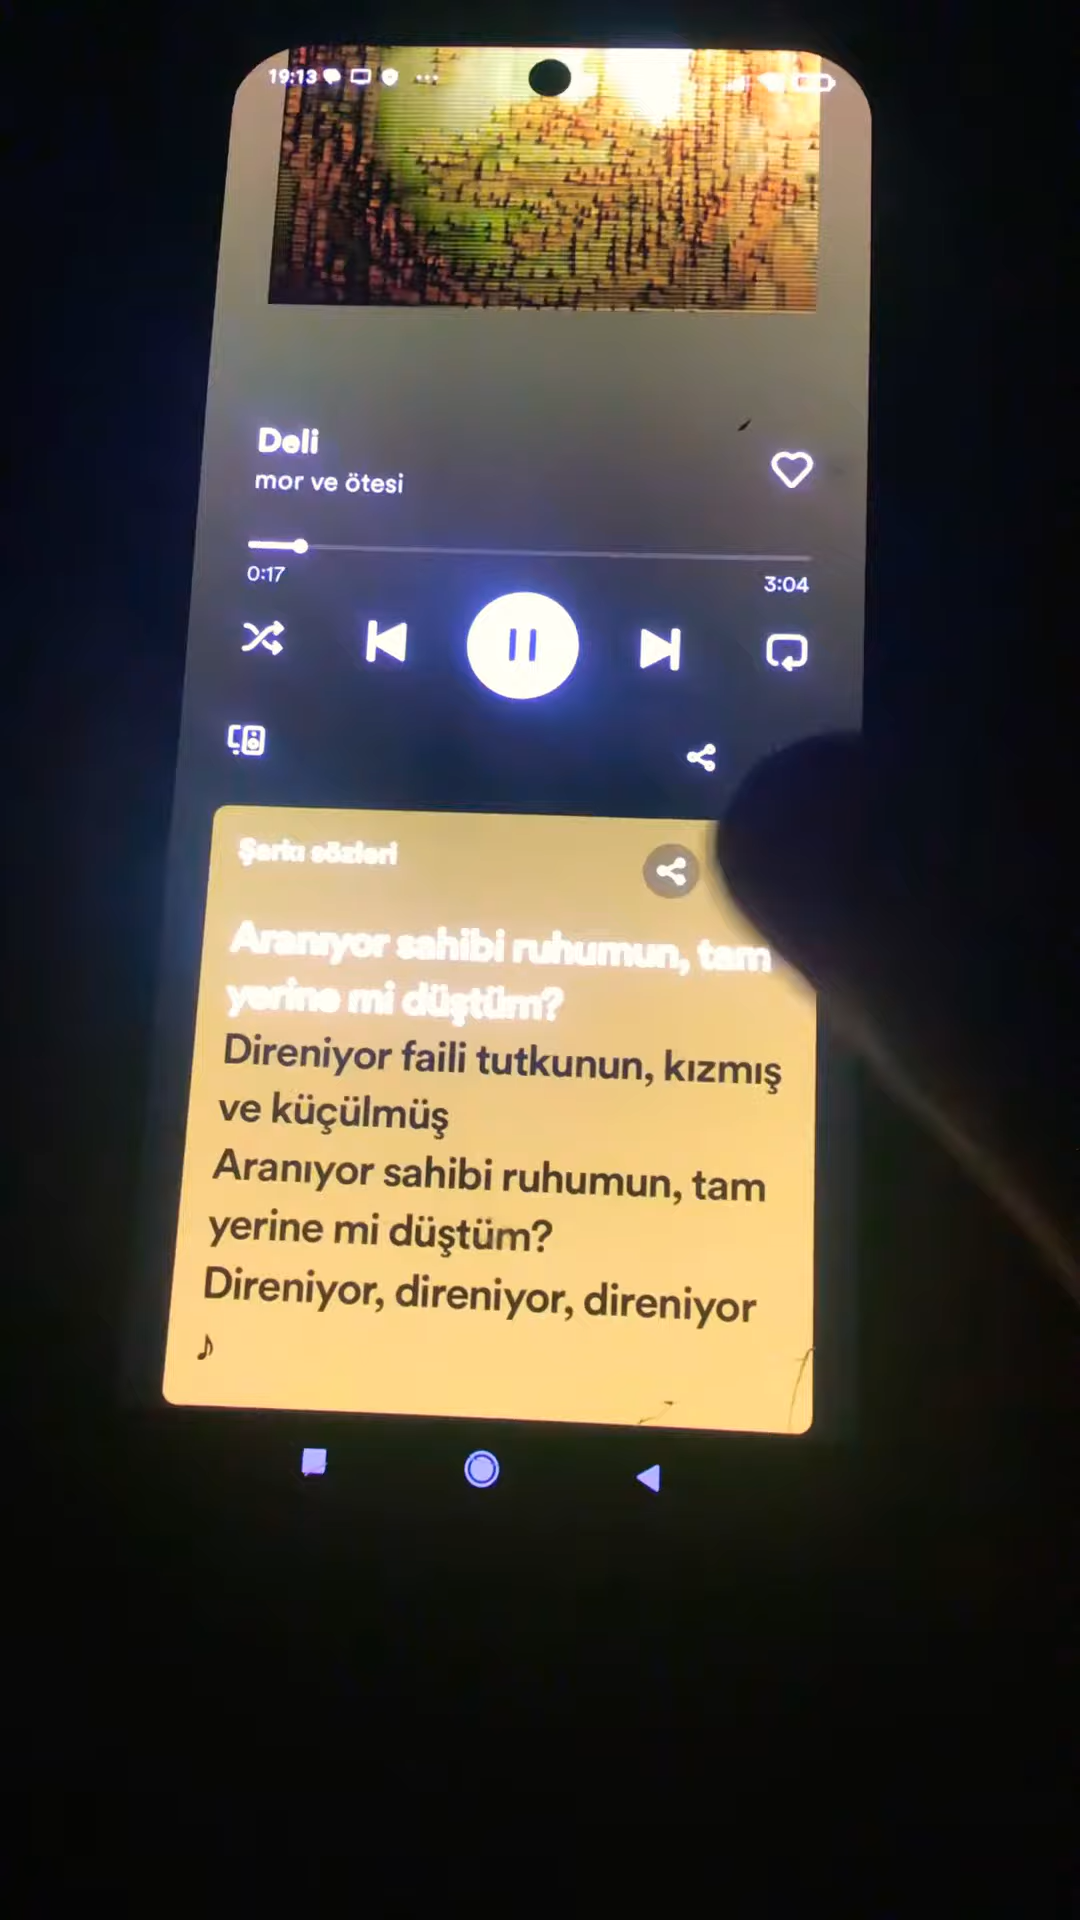 19:13
Deli
mor ve ötesi
0:17
3:04
Şarkı sözleri
Aranıyor sahibi ruhumun, tam
yerine mi düştüm?
Direniyor faili tutkunun, kızmış
ve küçülmüş
Aranıyor sahibi ruhumun, tam
yerine mi düştüm?
Direniyor, direniyor, direniyor
♪